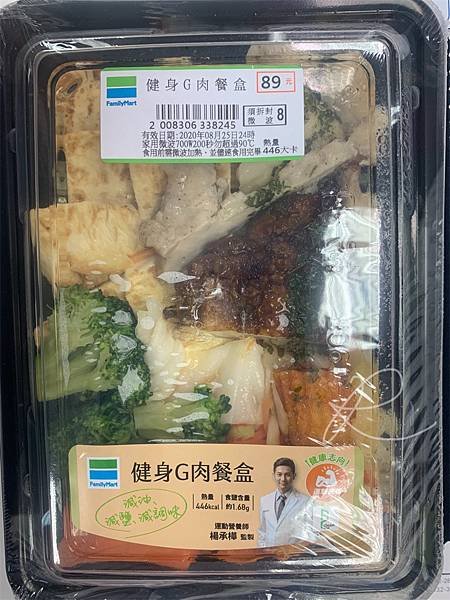 FamilyMart
健身G肉餐盒
89元
2 008306 338245
須拆封
微波
8
有效日期:2020年08月25日24時
家用微波700W200秒勿超過90℃
熱量
食用前需微波加熱，並儘速食用完畢 446大卡
FamilyMart
健身G肉餐盒
減油、
減鹽、減調味
熱量
446kcal
食鹽含量
約1.68g
運動營養師
楊承樺 監製
健康志向